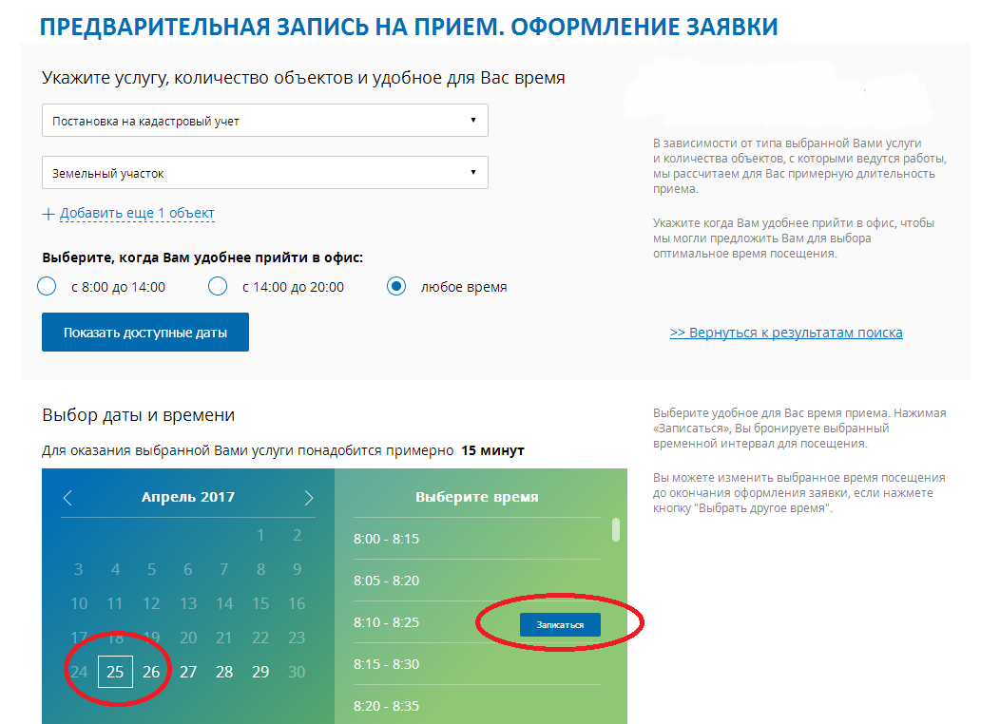 ПРЕДВАРИТЕЛЬНАЯ ЗАПИСЬ НА ПРИЕМ. ОФОРМЛЕНИЕ ЗАЯВКИ
Укажите услугу, количество объектов и удобное для Вас время
Постановка на кадастровый учет
Земельный участок
Добавить еще 1 объект
Выберите, когда Вам удобнее прийти в офис:
с 8:00 до 14:00 с 14:00 до 20:00 любое время
Показать доступные даты
В зависимости от типа выбранной Вами услуги
и количества объектов, с которыми ведутся работы,
мы рассчитаем для Вас примерную длительность
приема.
Укажите когда Вам удобнее прийти в офис, чтобы
мы могли предложить Вам для выбора
оптимальное время посещения.
>> Вернуться к результатам поиска
Выбор даты и времени
Для оказания выбранной Вами услуги понадобится примерно 15 минут
Апрель 2017
1 2
3 4 5 6 7 8 9
10 11 12 13 14 15 16
17 18 19 20 21 22 23
24 25 26 27 28 29 30
Выберите время
8:00 - 8:15
8:05 - 8:20
8:10 - 8:25 Записаться
8:15 - 8:30
8:20 - 8:35
Выберите удобное для Вас время приема. Нажимая
«Записаться», Вы бронируете выбранный
временной интервал для посещения.
Вы можете изменить выбранное время посещения
до окончания оформления заявки, если нажмете
кнопку "Выбрать другое время".